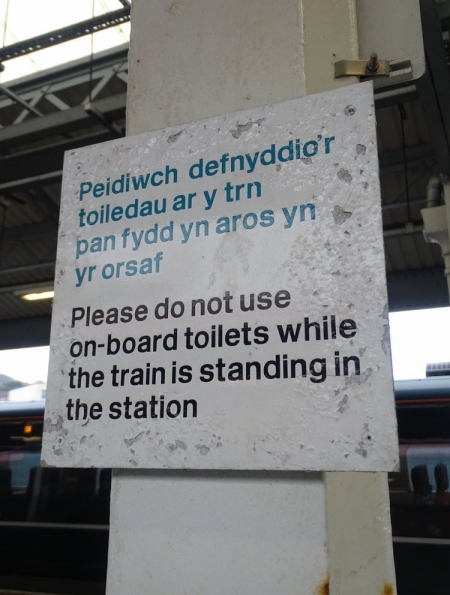 Peidiwch defnyddio'r
toiledau ar y trn
pan fydd yn aros yn
yr orsaf
Please do not use
on-board toilets while
the train is standing in
the station